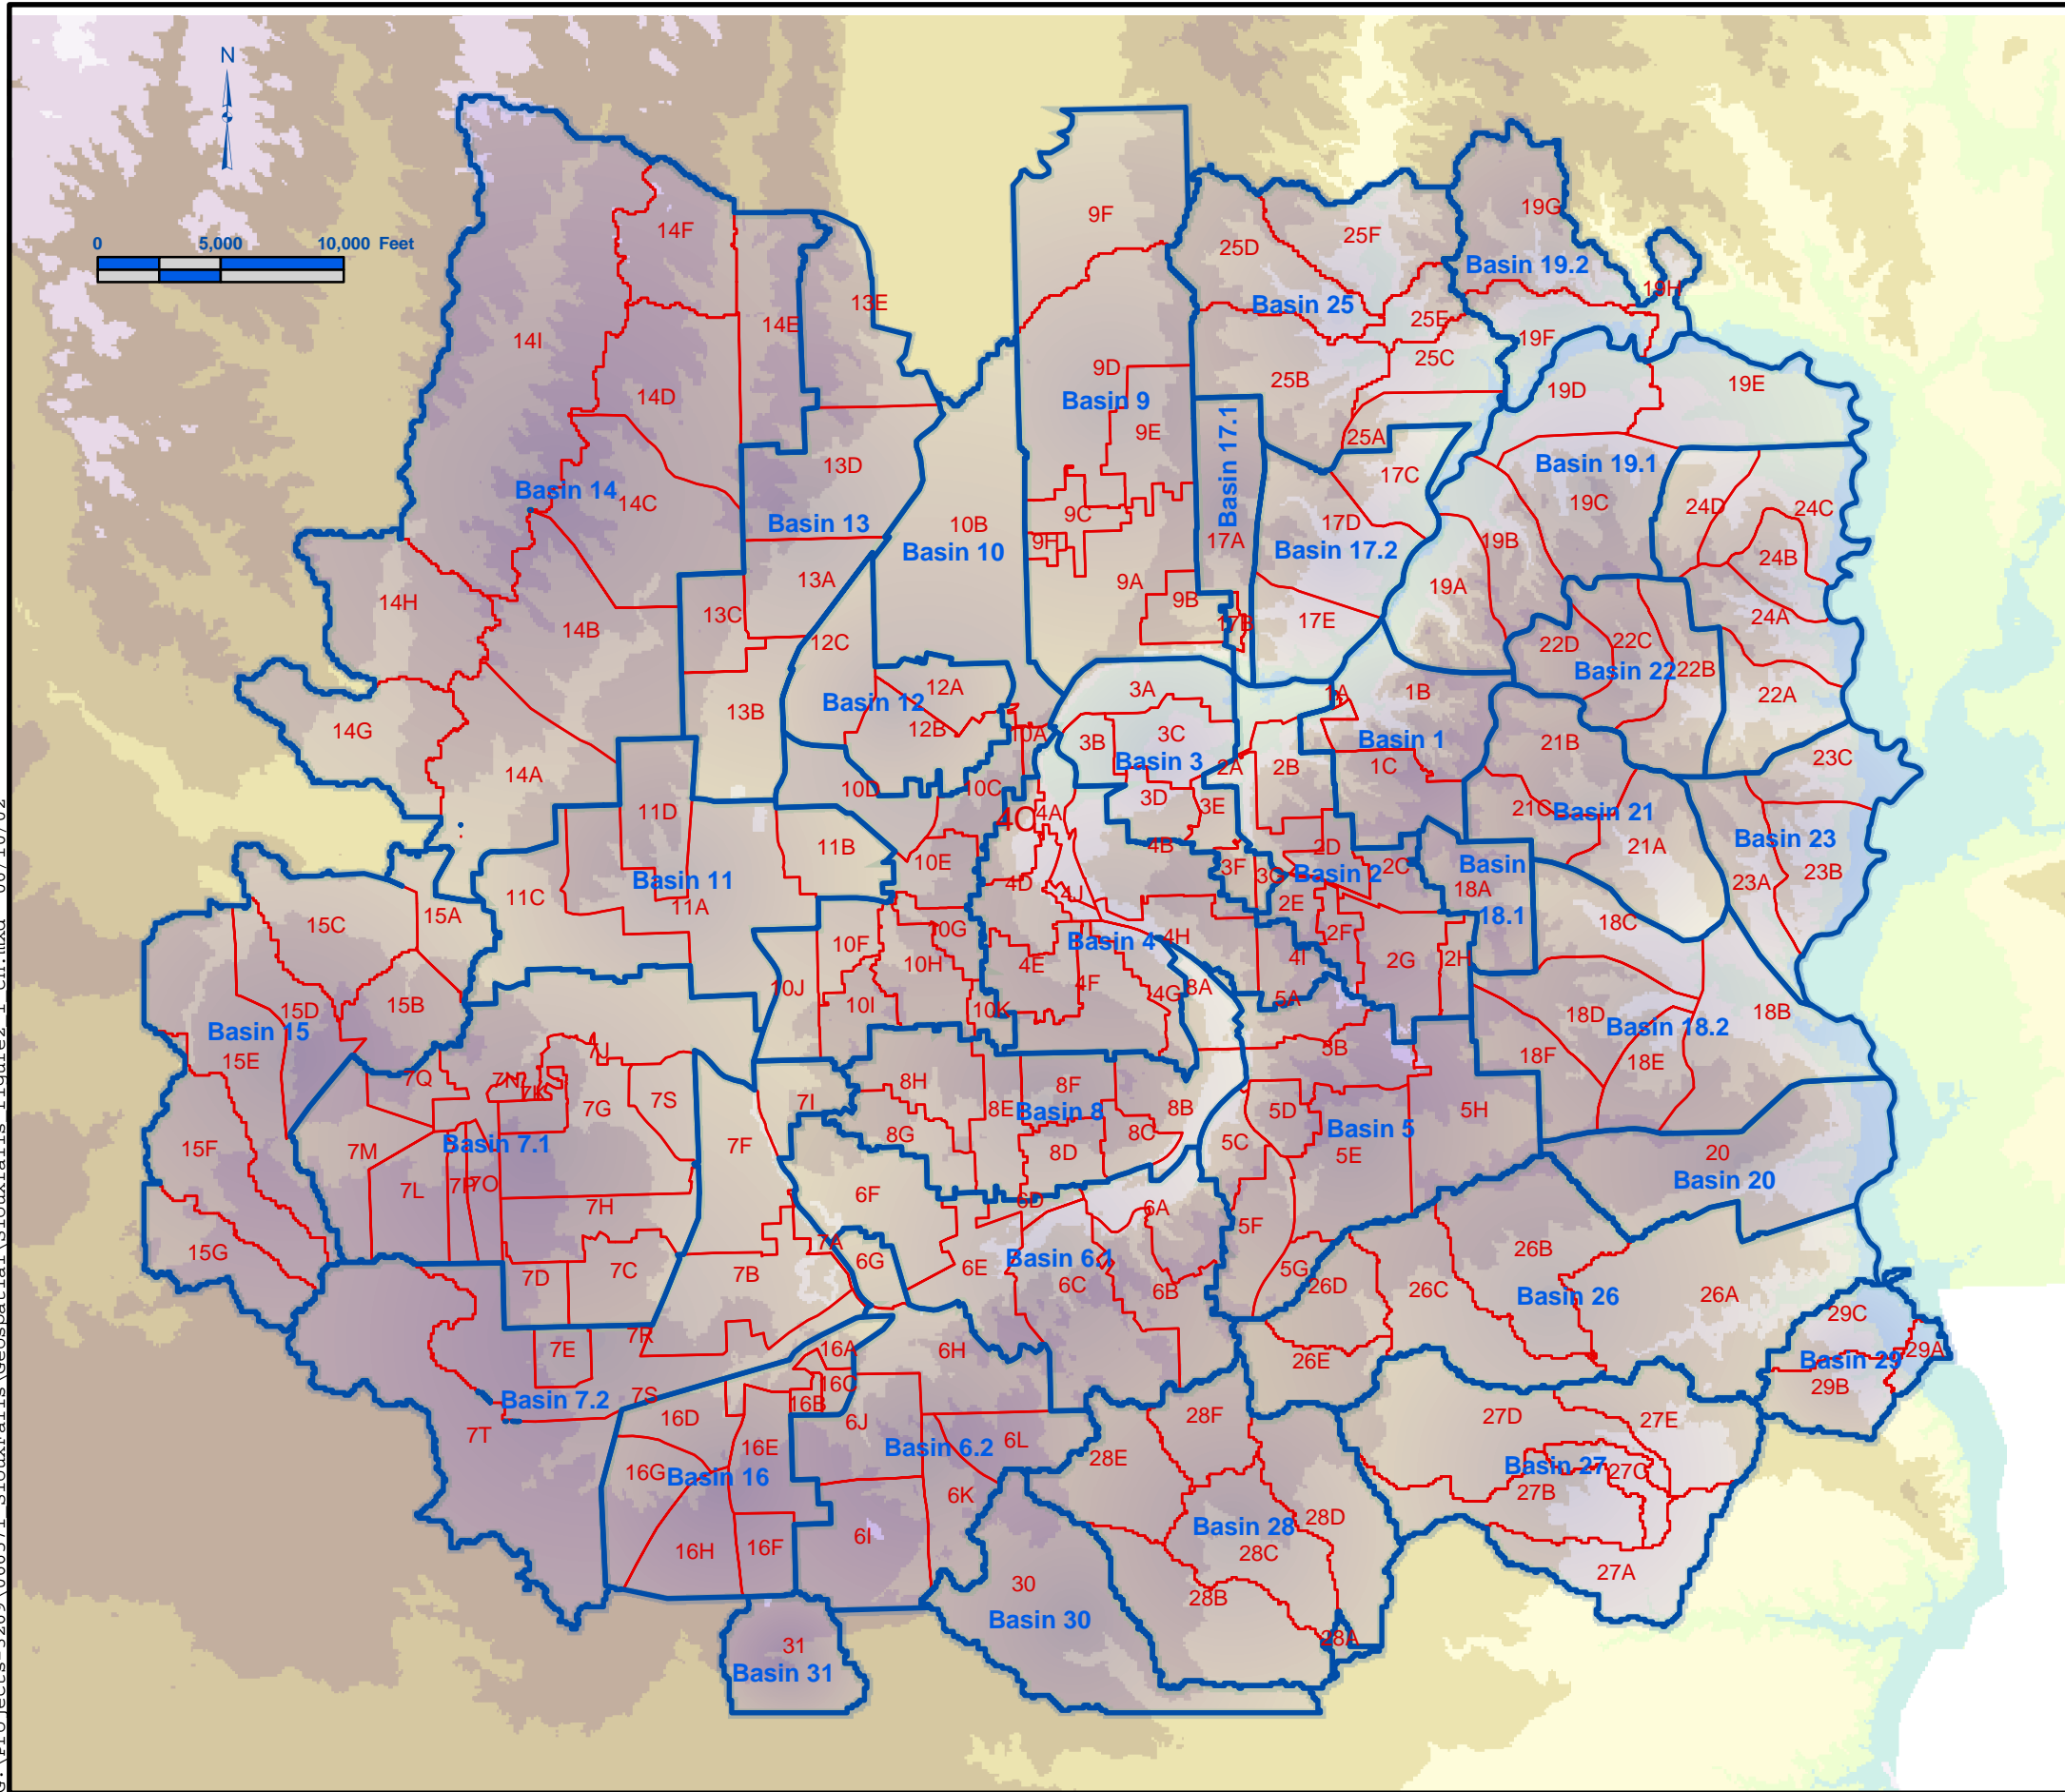 N
0 5,000 10,000 Feet
14F
14I
14E
13E
14D
Basin 14
14C
13D
Basin 13
13A
14H
14B
13C
12C
14G
13B
14A
9F
9D
Basin 9
9E
9C
9H
9A
9B
10B
Basin 10
12A
Basin 12
12B
10A
10D
10C
25D
25F
Basin 25
25E
25B
25C
25A
Basin 17.1
17A
17B
17C
17D
Basin 17.2
17E
19G
Basin 19.2
19H
19F
19D
19E
Basin 19.1
19C
19B
19A
24D
24C
24B
24A
22D
22C
Basin 22
22B
22A
3A
3B
3C
Basin 3
3D
3E
3F
3G
1A
1B
Basin 1
1C
2A
2B
2D
Basin 2
2C
2E
2F
2G
2H
21B
21C
Basin 21
21A
23C
Basin 23
23A
23B
11D
11B
Basin 11
11C
11A
10E
10F
10G
10H
10I
10J
10K
4C
4A
4B
4D
4J
Basin 4
4H
4E
4F
4G
4I
8A
5A
5B
Basin
18A
18.1
18C
18D
Basin 18.2
18B
18F
18E
15C
15A
15D
15B
Basin 15
15E
15F
15G
7J
7Q
7N
7K
7S
7G
7S
7M
Basin 7.1
7L
7P
7O
7H
7D
7C
7F
7I
7A
7B
7E
7R
7S
Basin 7.2
7T
8H
8F
8E
Basin 8
8B
8G
8C
8D
5D
Basin 5
5H
5C
5E
5F
5G
20
Basin 20
6F
6D
6A
6G
6E
Basin 6.1
6C
6B
6H
26B
26D
26C
Basin 26
26A
26E
29C
Basin 29
29A
29B
16A
16C
16B
16D
16E
16G
Basin 16
16H
16F
6J
Basin 6.2
6L
6K
6I
28F
28E
Basin 28
28D
28C
28B
28A
27D
27E
Basin 27
27C
27B
27A
30
Basin 30
31
Basin 31